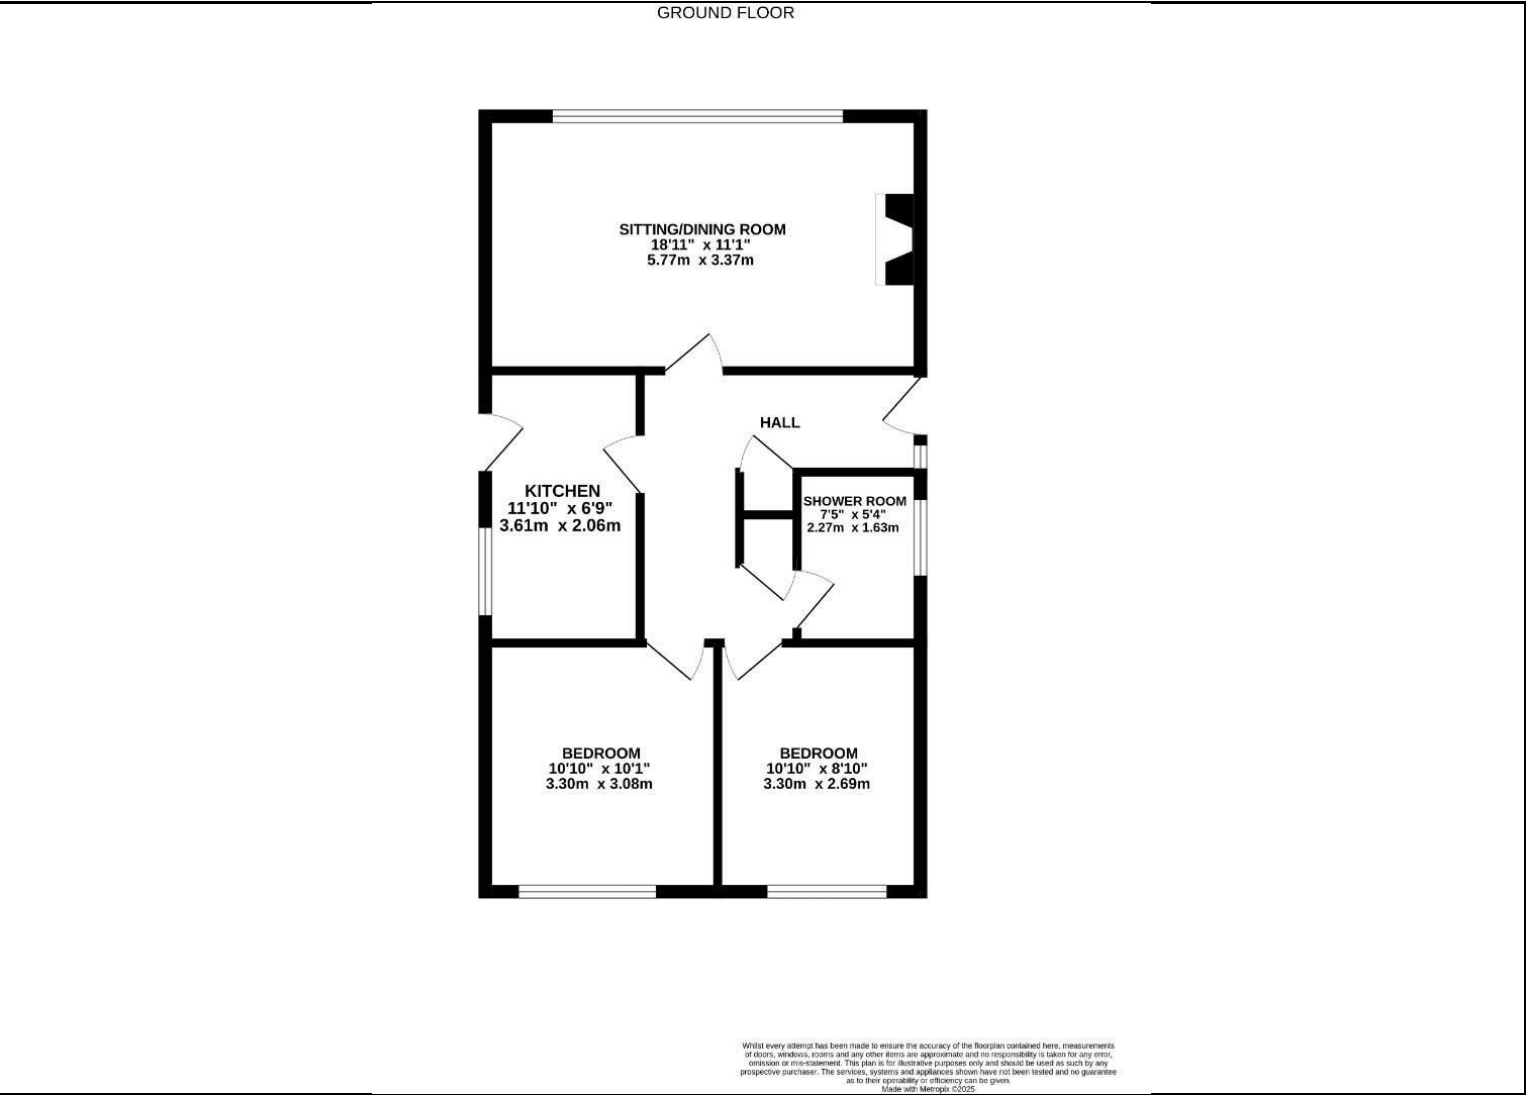 GROUND FLOOR
SITTING/DINING ROOM
18'11" x 11'1"
5.77m x 3.37m
HALL
KITCHEN
11'10" x 6'9"
3.61m x 2.06m
SHOWER ROOM
7'5" x 5'4"
2.27m x 1.63m
BEDROOM
10'10" x 10'1"
3.30m x 3.08m
BEDROOM
10'10" x 8'10"
3.30m x 2.69m
Whilst every attempt has been made to ensure the accuracy of the floorplan contained here, measurements
of doors, windows, rooms and any other items are approximate and no responsibility is taken for any error,
omission or mis-statement. This plan is for illustrative purposes only and should be used as such by any
prospective purchaser. The services, systems and appliances shown have not been tested and no guarantee
as to their operability or efficiency can be given.
Made with Metropix ©2025